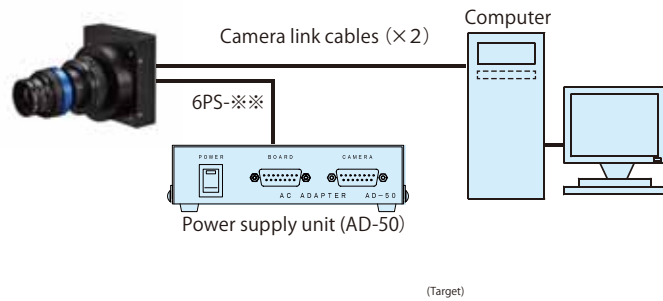 Computer
Camera link cables（×2）
6PS-※※
POWER BOARD CAMERA
AC ADAPTER AD-50
Power supply unit (AD-50）
(Target)